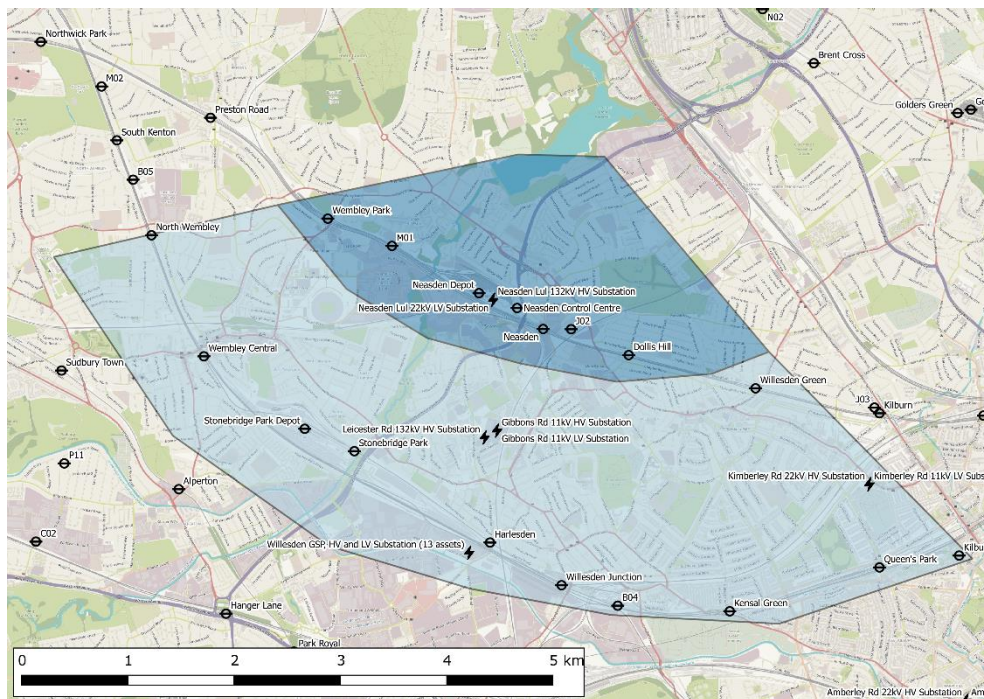 N02
Northwick Park
Brent Cross
M02
Golders Green
Go
Preston Road
South Kenton
B05
Wembley Park
North Wembley
M01
Neasden Depot
Neasden Lul 132kV HV Substation
Neasden Lul 22kV LV Substation
Neasden Control Centre
Neasden
J02
Wembley Central
Dollis Hill
Sudbury Town
Willesden Green
J03
Kilburn
Stonebridge Park Depot
Leicester Rd 132kV HV Substation
Gibbons Rd 11kV HV Substation
Gibbons Rd 11kV LV Substation
Stonebridge Park
P11
Kimberley Rd 22kV HV Substation
Kimberley Rd 11kV LV Subs
Alperton
C02
Harlesden
Willesden GSP, HV and LV Substation (13 assets)
Kilbu
Queen's Park
Willesden Junction
B04
Kensal Green
Hanger Lane
Park Royal
0 1 2 3 4 5 km
Amberley Rd 22kV HV Substation
Am